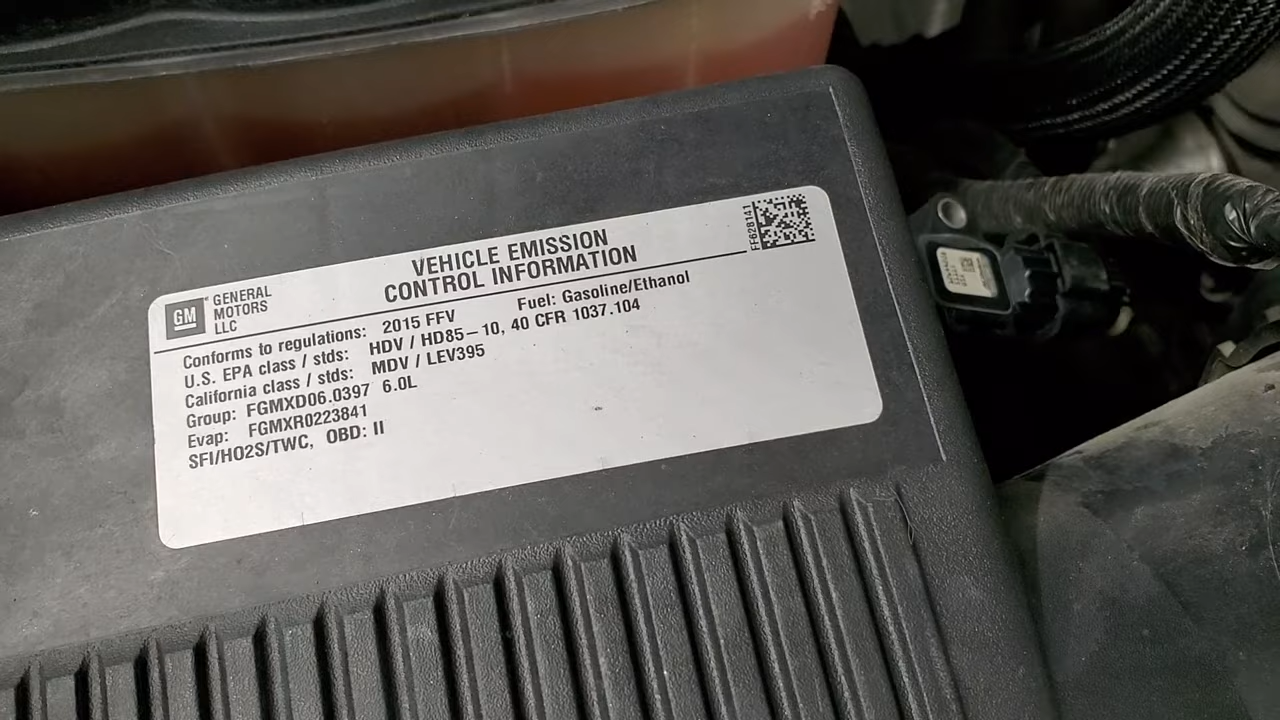 GM
GENERAL
MOTORS
LLC
VEHICLE EMISSION
CONTROL INFORMATION
FF628141
Conforms to regulations: 2015 FFV Fuel: Gasoline/Ethanol
U.S. EPA class / stds: HDV / HD85-10, 40 CFR 1037.104
California class / stds: MDV / LEV395
Group: FGMXD06.0397 6.0L
Evap: FGMXR0223841
SFI/HO2S/TWC, OBD: II